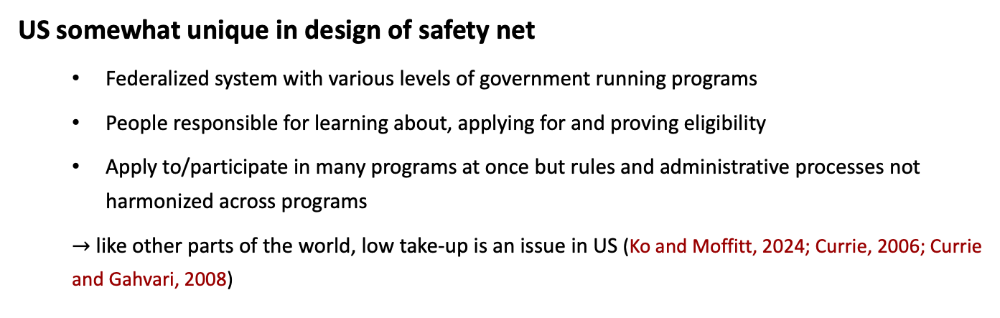 US somewhat unique in design of safety net
• Federalized system with various levels of government running programs
• People responsible for learning about, applying for and proving eligibility
• Apply to/participate in many programs at once but rules and administrative processes not
harmonized across programs
→ like other parts of the world, low take-up is an issue in US (Ko and Moffitt, 2024; Currie, 2006; Currie
and Gahvari, 2008)